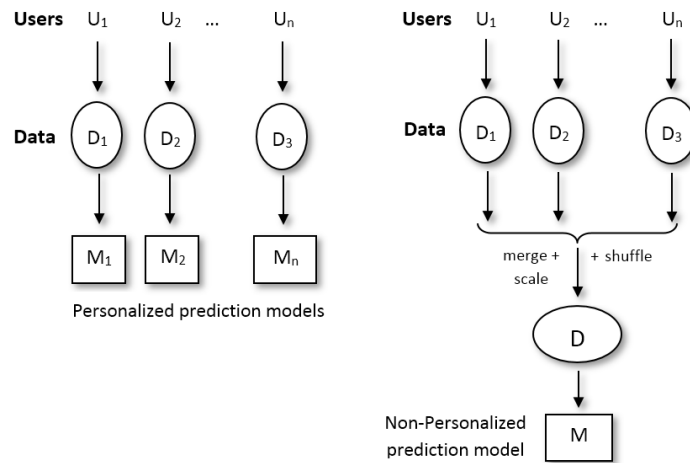 Users U₁ U₂ ... Uₙ
Data D₁ D₂ D₃
M₁ M₂ Mₙ
Personalized prediction models
Users U₁ U₂ ... Uₙ
Data D₁ D₂ D₃
merge + + shuffle
scale
D
Non-Personalized
prediction model M